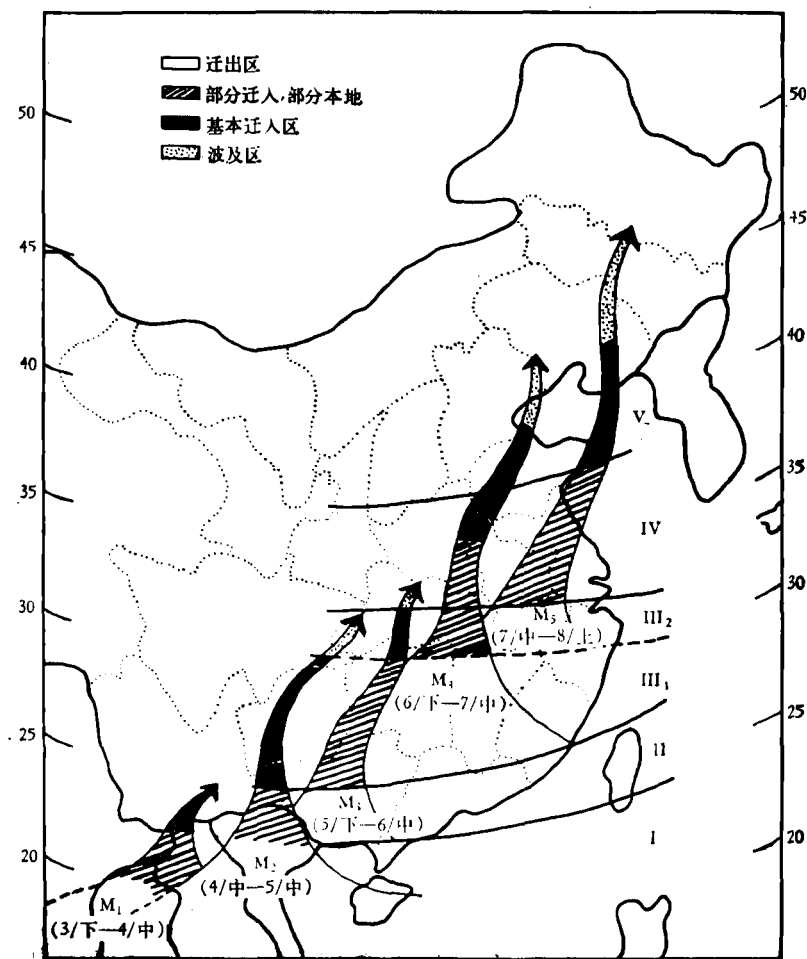 迁出区
部分迁入,部分本地
基本迁入区
波及区
50
50
45
45
40
40
V
35
35
IV
30
30
M₅
(7/中—8/上)
III₂
M₄
(6/下—7/中)
III₁
25
25
II
M₃
(5/下—6/中)
I
20
20
M₂
(4/中—5/中)
M₁
(3/下—4/中)